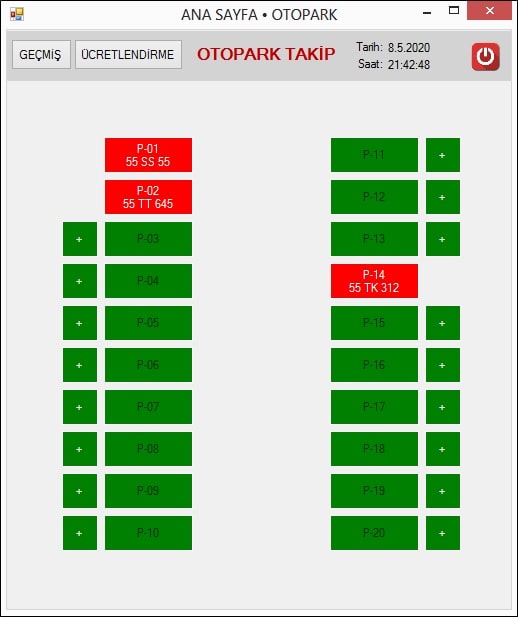 ANA SAYFA • OTOPARK
GEÇMİŞ
ÜCRETLENDİRME
OTOPARK TAKİP
Tarih: 8.5.2020
Saat: 21:42:48
P-01
55 SS 55
P-02
55 TT 645
+ P-03
+ P-04
+ P-05
+ P-06
+ P-07
+ P-08
+ P-09
+ P-10
P-11 +
P-12 +
P-13 +
P-14
55 TK 312
P-15 +
P-16 +
P-17 +
P-18 +
P-19 +
P-20 +